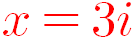 x = 3i